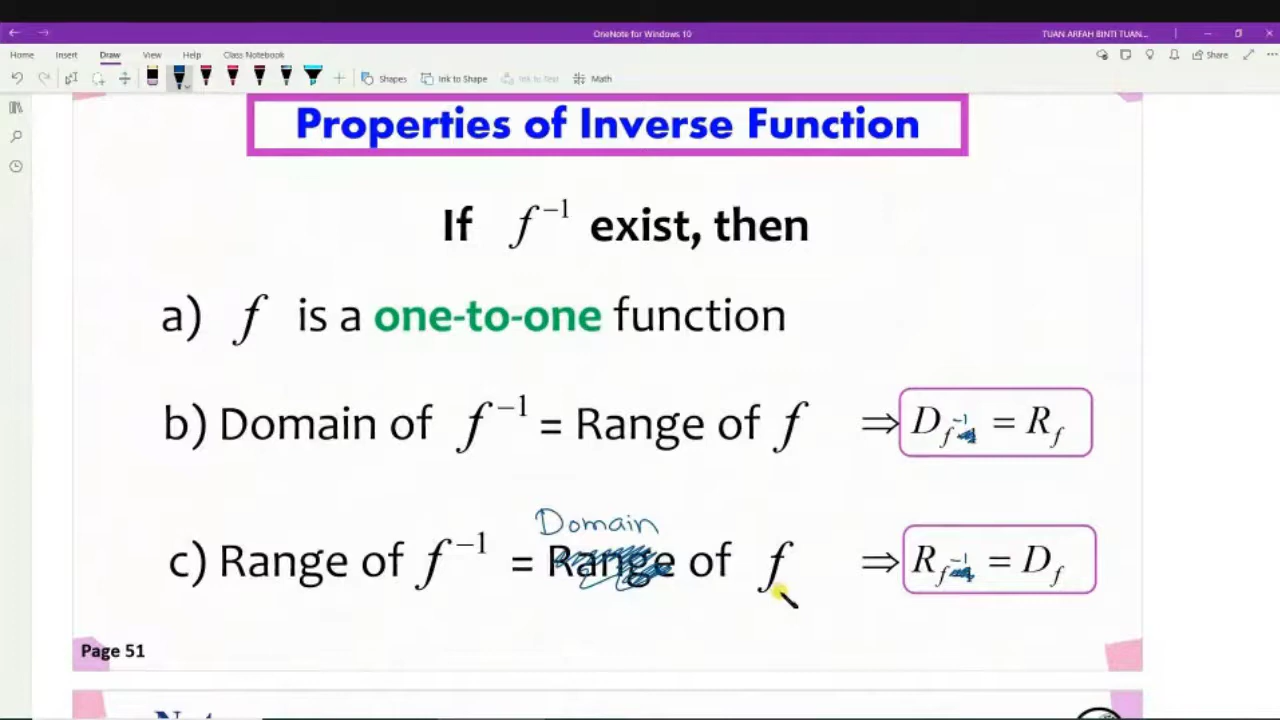 OneNote for Windows 10
TUAN ARFAH BINTI TUAN...
Home Insert Draw View Help Class Notebook
Share
Shapes Ink to Shape Ink to Text Math
Properties of Inverse Function
If f⁻¹ exist, then
a) f is a one-to-one function
b) Domain of f⁻¹ = Range of f ⇒ D_f⁻¹ = R_f
Domain
c) Range of f⁻¹ = Range of f ⇒ R_f⁻¹ = D_f
Page 51